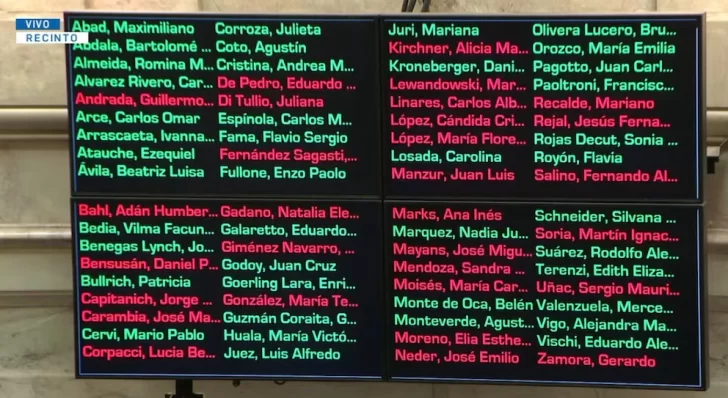 VIVO
RECINTO
Abad, Maximiliano
Abdala, Bartolomé ...
Almeida, Romina M...
Alvarez Rivero, Car...
Andrada, Guillermo...
Arce, Carlos Omar
Arrascaeta, Ivanna...
Atauche, Ezequiel
Ávila, Beatriz Luisa
Corroza, Julieta
Coto, Agustín
Cristina, Andrea M...
De Pedro, Eduardo ...
Di Tullio, Juliana
Espínola, Carlos M...
Fama, Flavio Sergio
Fernández Sagasti,...
Fullone, Enzo Paolo
Juri, Mariana
Kirchner, Alicia Ma...
Kroneberger, Dani...
Lewandowski, Mar...
Linares, Carlos Alb...
López, Cándida Cri...
López, María Flore...
Losada, Carolina
Manzur, Juan Luis
Olivera Lucero, Bru...
Orozco, María Emilia
Pagotto, Juan Carl...
Paoltroni, Francisc...
Recalde, Mariano
Rejal, Jesús Ferna...
Rojas Decut, Sonia ...
Royón, Flavia
Salino, Fernando Al...
Bahl, Adán Humber...
Bedia, Vilma Facun...
Benegas Lynch, Jo...
Bensusán, Daniel P...
Bullrich, Patricia
Capitanich, Jorge ...
Carambia, José Ma...
Cervi, Mario Pablo
Corpacci, Lucia Be...
Gadano, Natalia Ele...
Galaretto, Eduardo...
Giménez Navarro, ...
Godoy, Juan Cruz
Goerling Lara, Enri...
González, María Te...
Guzmán Coraita, G...
Huala, María Victó...
Juez, Luis Alfredo
Marks, Ana Inés
Marquez, Nadia Ju...
Mayans, José Migu...
Mendoza, Sandra ...
Moisés, María Car...
Monte de Oca, Belén
Monteverde, Agust...
Moreno, Elia Esthe...
Neder, José Emilio
Schneider, Silvana ...
Soria, Martín Ignac...
Suárez, Rodolfo Ale...
Terenzi, Edith Eliza...
Uñac, Sergio Mauri...
Valenzuela, Merce...
Vigo, Alejandra Ma...
Vischi, Eduardo Ale...
Zamora, Gerardo